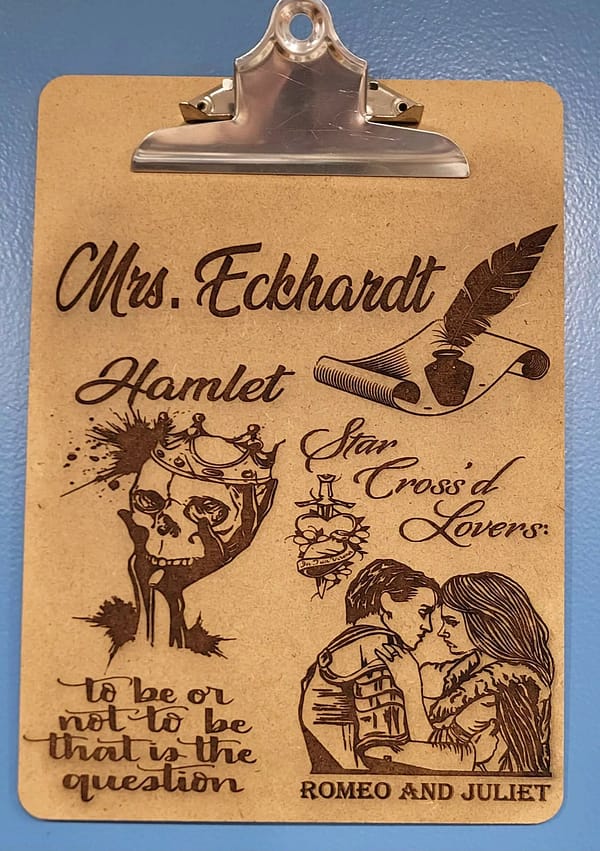 Mrs. Eckhardt
Hamlet
Star
Cross'd
Lovers:
to be or
not to be
that is the
question
ROMEO AND JULIET